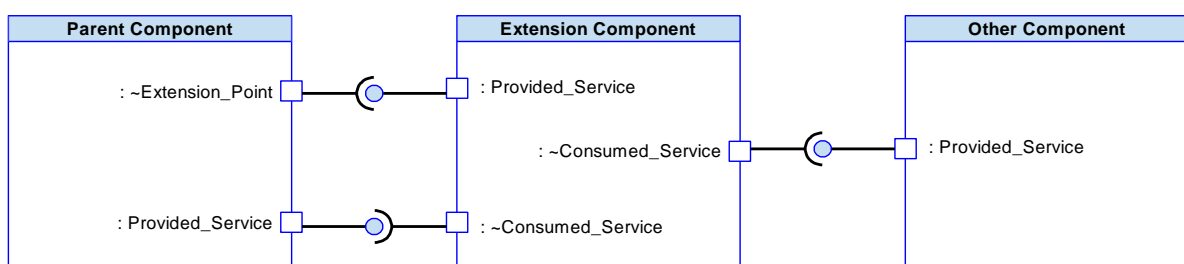 Parent Component
Extension Component
Other Component
: ~Extension_Point
: Provided_Service
: ~Consumed_Service
: Provided_Service
: Provided_Service
: ~Consumed_Service